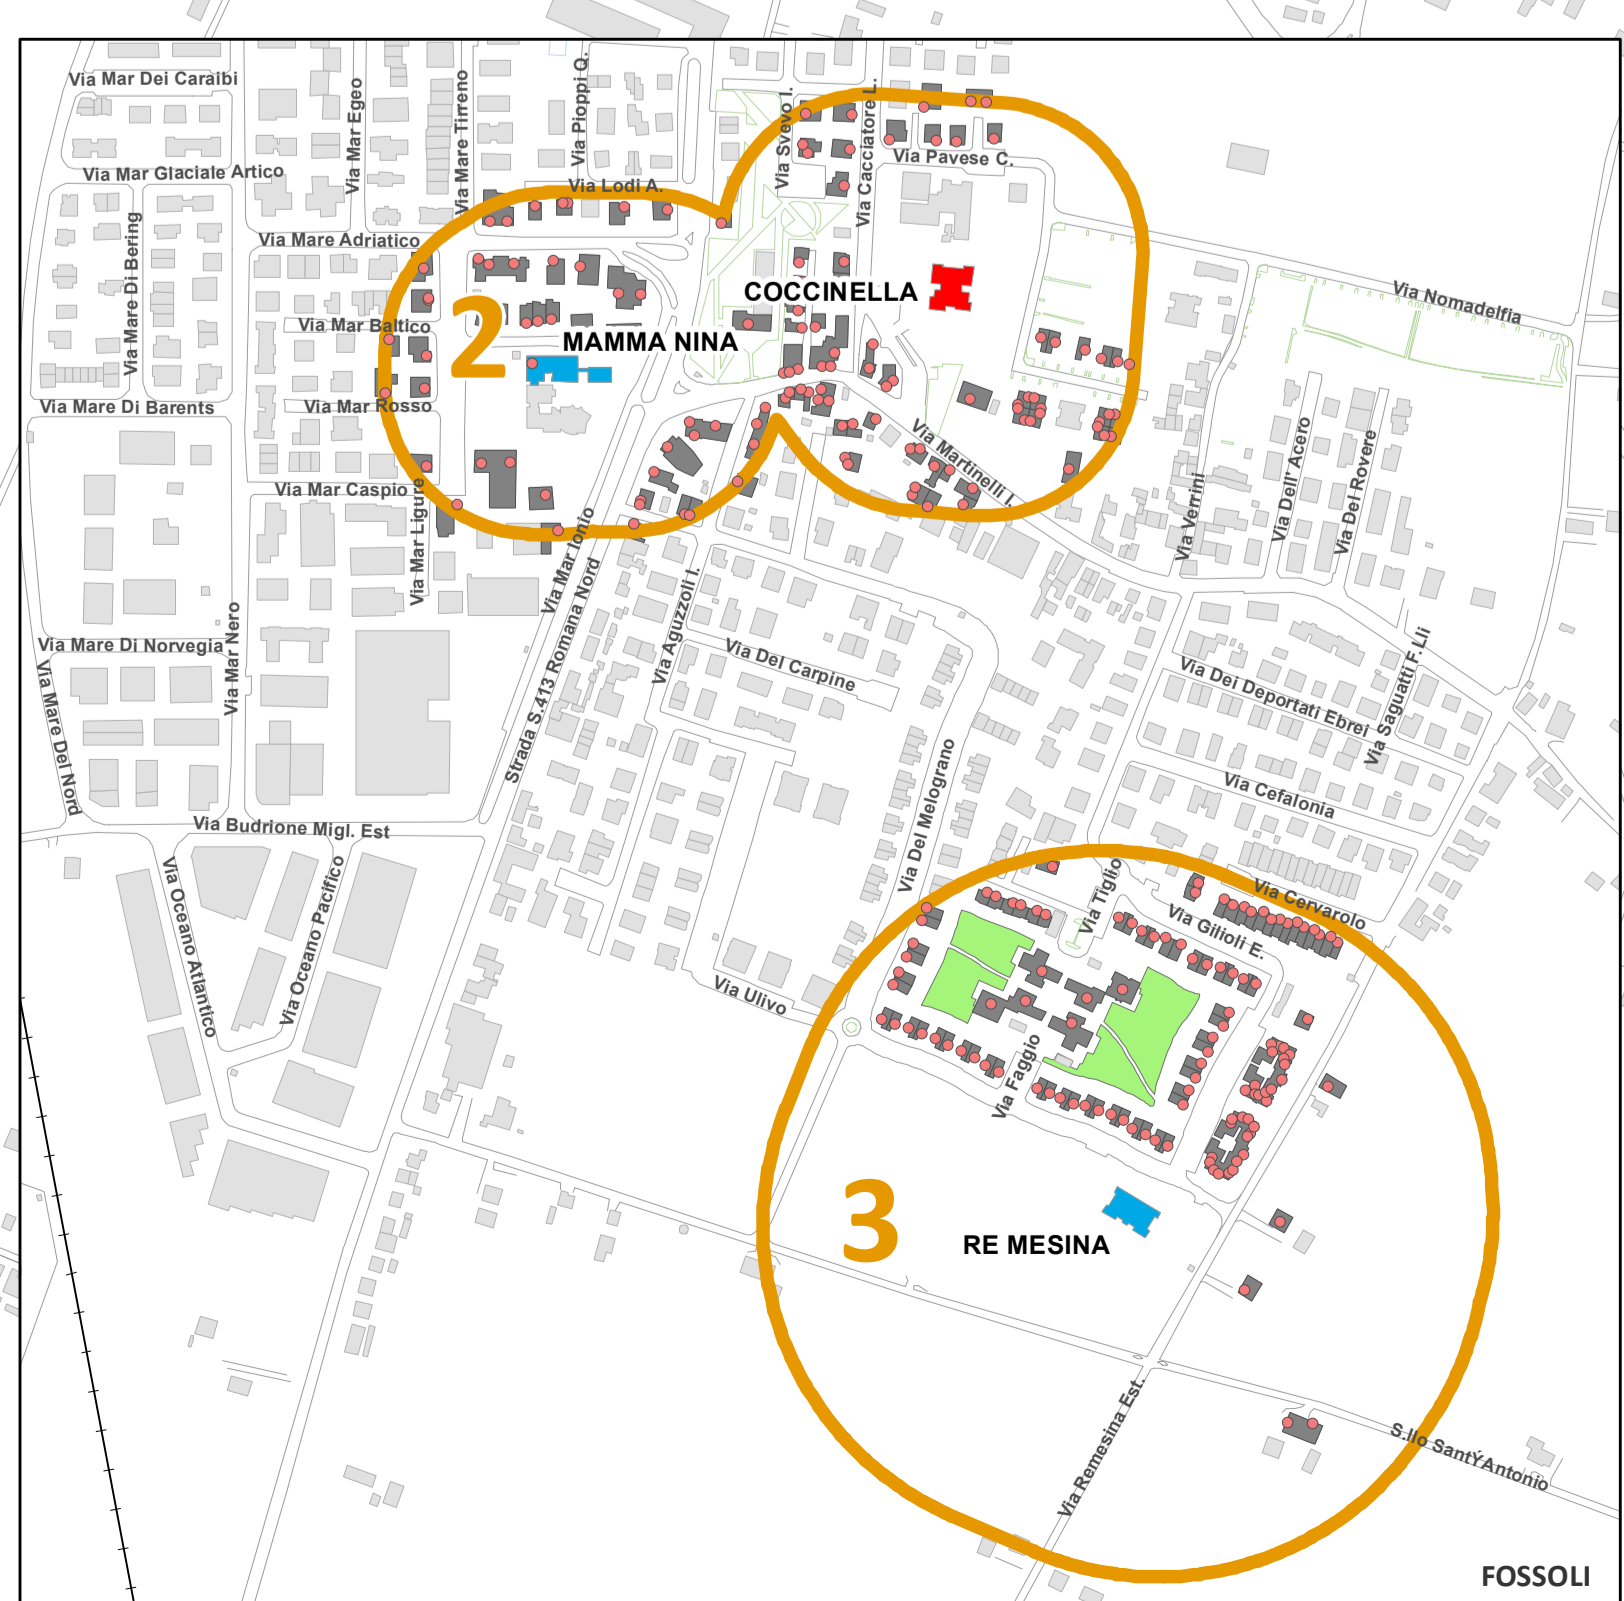 Via Mar Dei Caraibi
Via Mar Egeo
Via Mare Tirreno
Via Pioppi Q.
Via Svevo I.
Via Cacciatore L.
Via Pavese C.
Via Mar Glaciale Artico
Via Lodi A.
Via Mare Di Bering
Via Mare Adriatico
COCCINELLA
Via Nomadelfia
2
Via Mar Baltico
MAMMA NINA
Via Mare Di Barents
Via Mar Rosso
Via Martinelli I.
Via Dell' Acero
Via Del Rovere
Via Mar Caspio
Via Mar Ligure
Via Verrini
Via Mar Ionio
Strada S.413 Romana Nord
Via Aguzzoli I.
Via Mare Di Norvegia
Via Mar Nero
Via Del Carpine
Via Dei Deportati Ebrei
Via Saguatti F.Lli
Via Mare Del Nord
Via Del Melograno
Via Cefalonia
Via Budrione Migl. Est
Via Oceano Atlantico
Via Oceano Pacifico
Via Tiglio
Via Cervarolo
Via Gilioli E.
Via Ulivo
Via Faggio
3
RE MESINA
Via Remesina Est.
S.llo SantÝAntonio
FOSSOLI